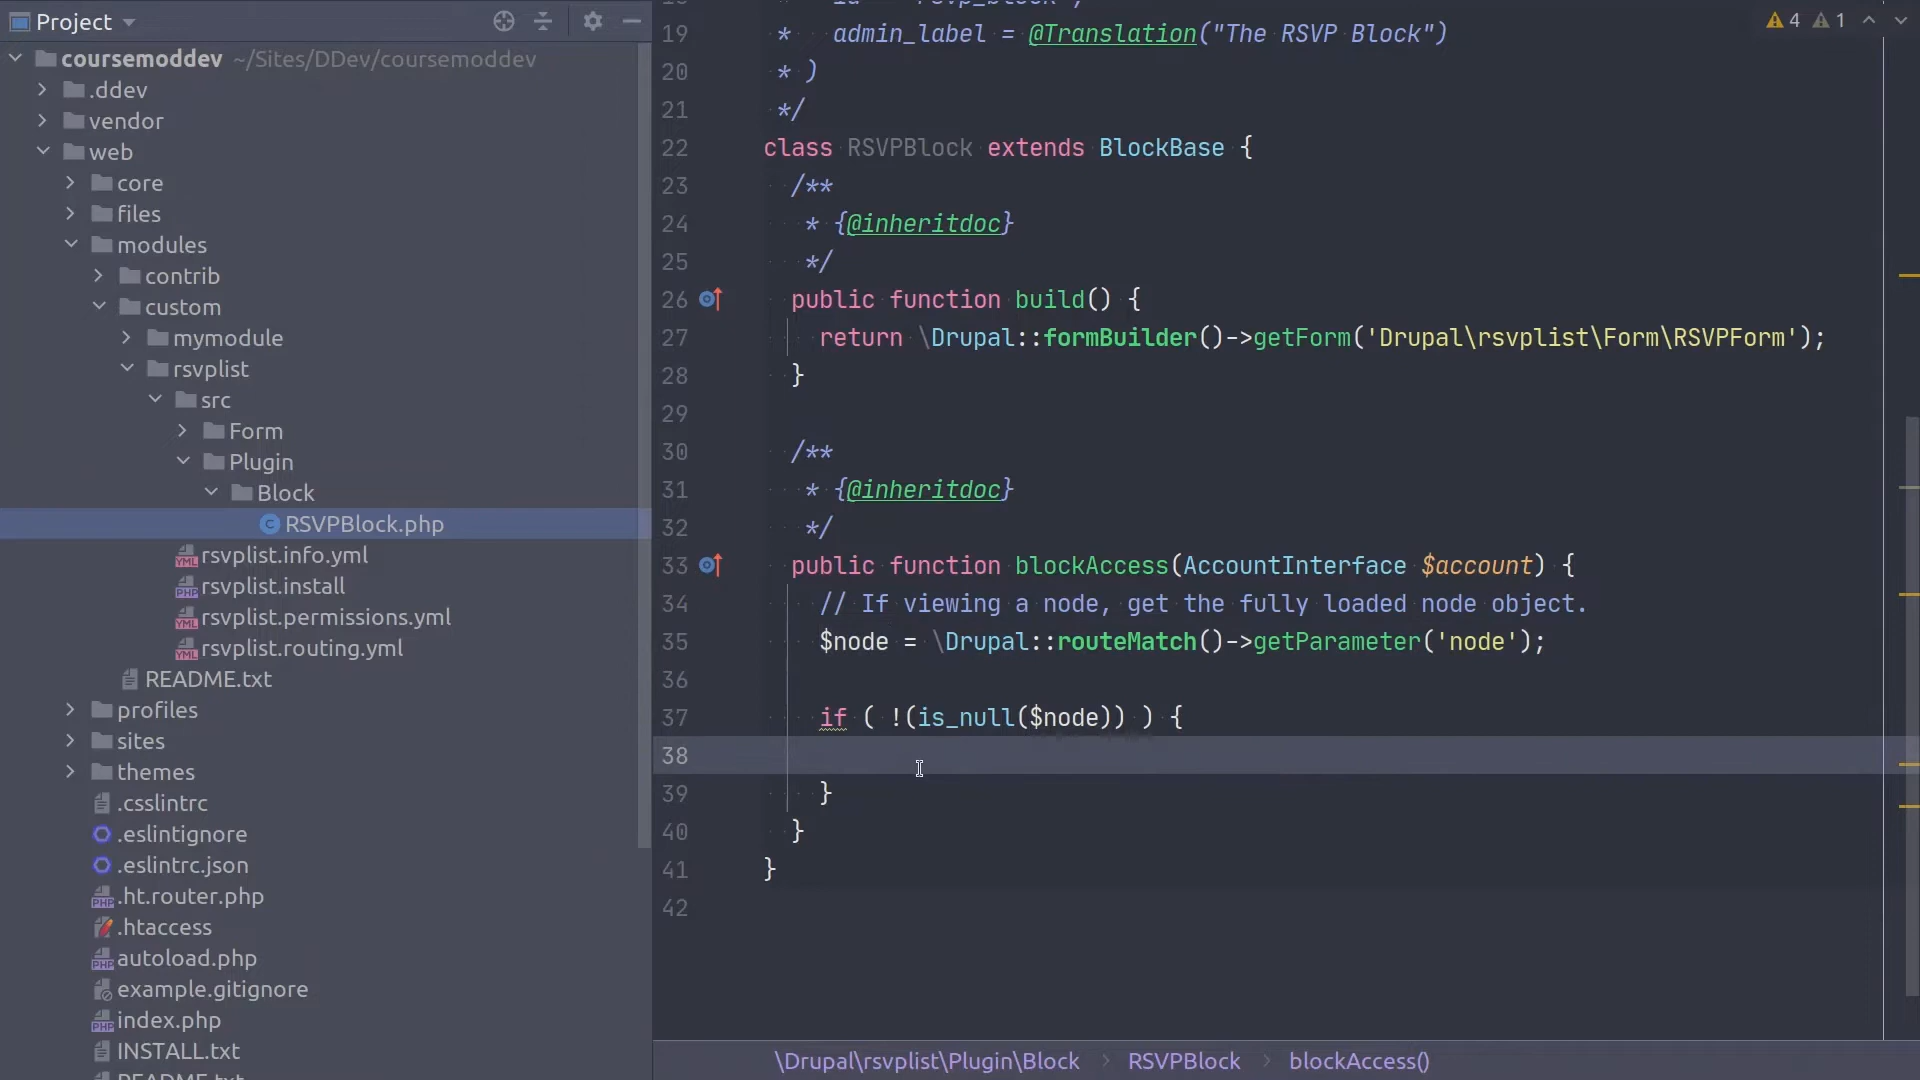 Project
coursemoddev ~/Sites/DDev/coursemoddev
.ddev
vendor
web
core
files
modules
contrib
custom
mymodule
rsvplist
src
Form
Plugin
Block
RSVPBlock.php
rsvplist.info.yml
rsvplist.install
rsvplist.permissions.yml
rsvplist.routing.yml
README.txt
profiles
sites
themes
.csslintrc
.eslintignore
.eslintrc.json
.ht.router.php
.htaccess
autoload.php
example.gitignore
index.php
INSTALL.txt
README.txt
4 1
19 *   admin_label = @Translation("The RSVP Block")
20 * )
21 */
22 class RSVPBlock extends BlockBase {
23   /**
24    * {@inheritdoc}
25    */
26   public function build() {
27     return \Drupal::formBuilder()->getForm('Drupal\rsvplist\Form\RSVPForm');
28   }
29
30   /**
31    * {@inheritdoc}
32    */
33   public function blockAccess(AccountInterface $account) {
34     // If viewing a node, get the fully loaded node object.
35     $node = \Drupal::routeMatch()->getParameter('node');
36
37     if ( !(is_null($node)) ) {
38
39     }
40   }
41 }
42
\Drupal\rsvplist\Plugin\Block > RSVPBlock > blockAccess()